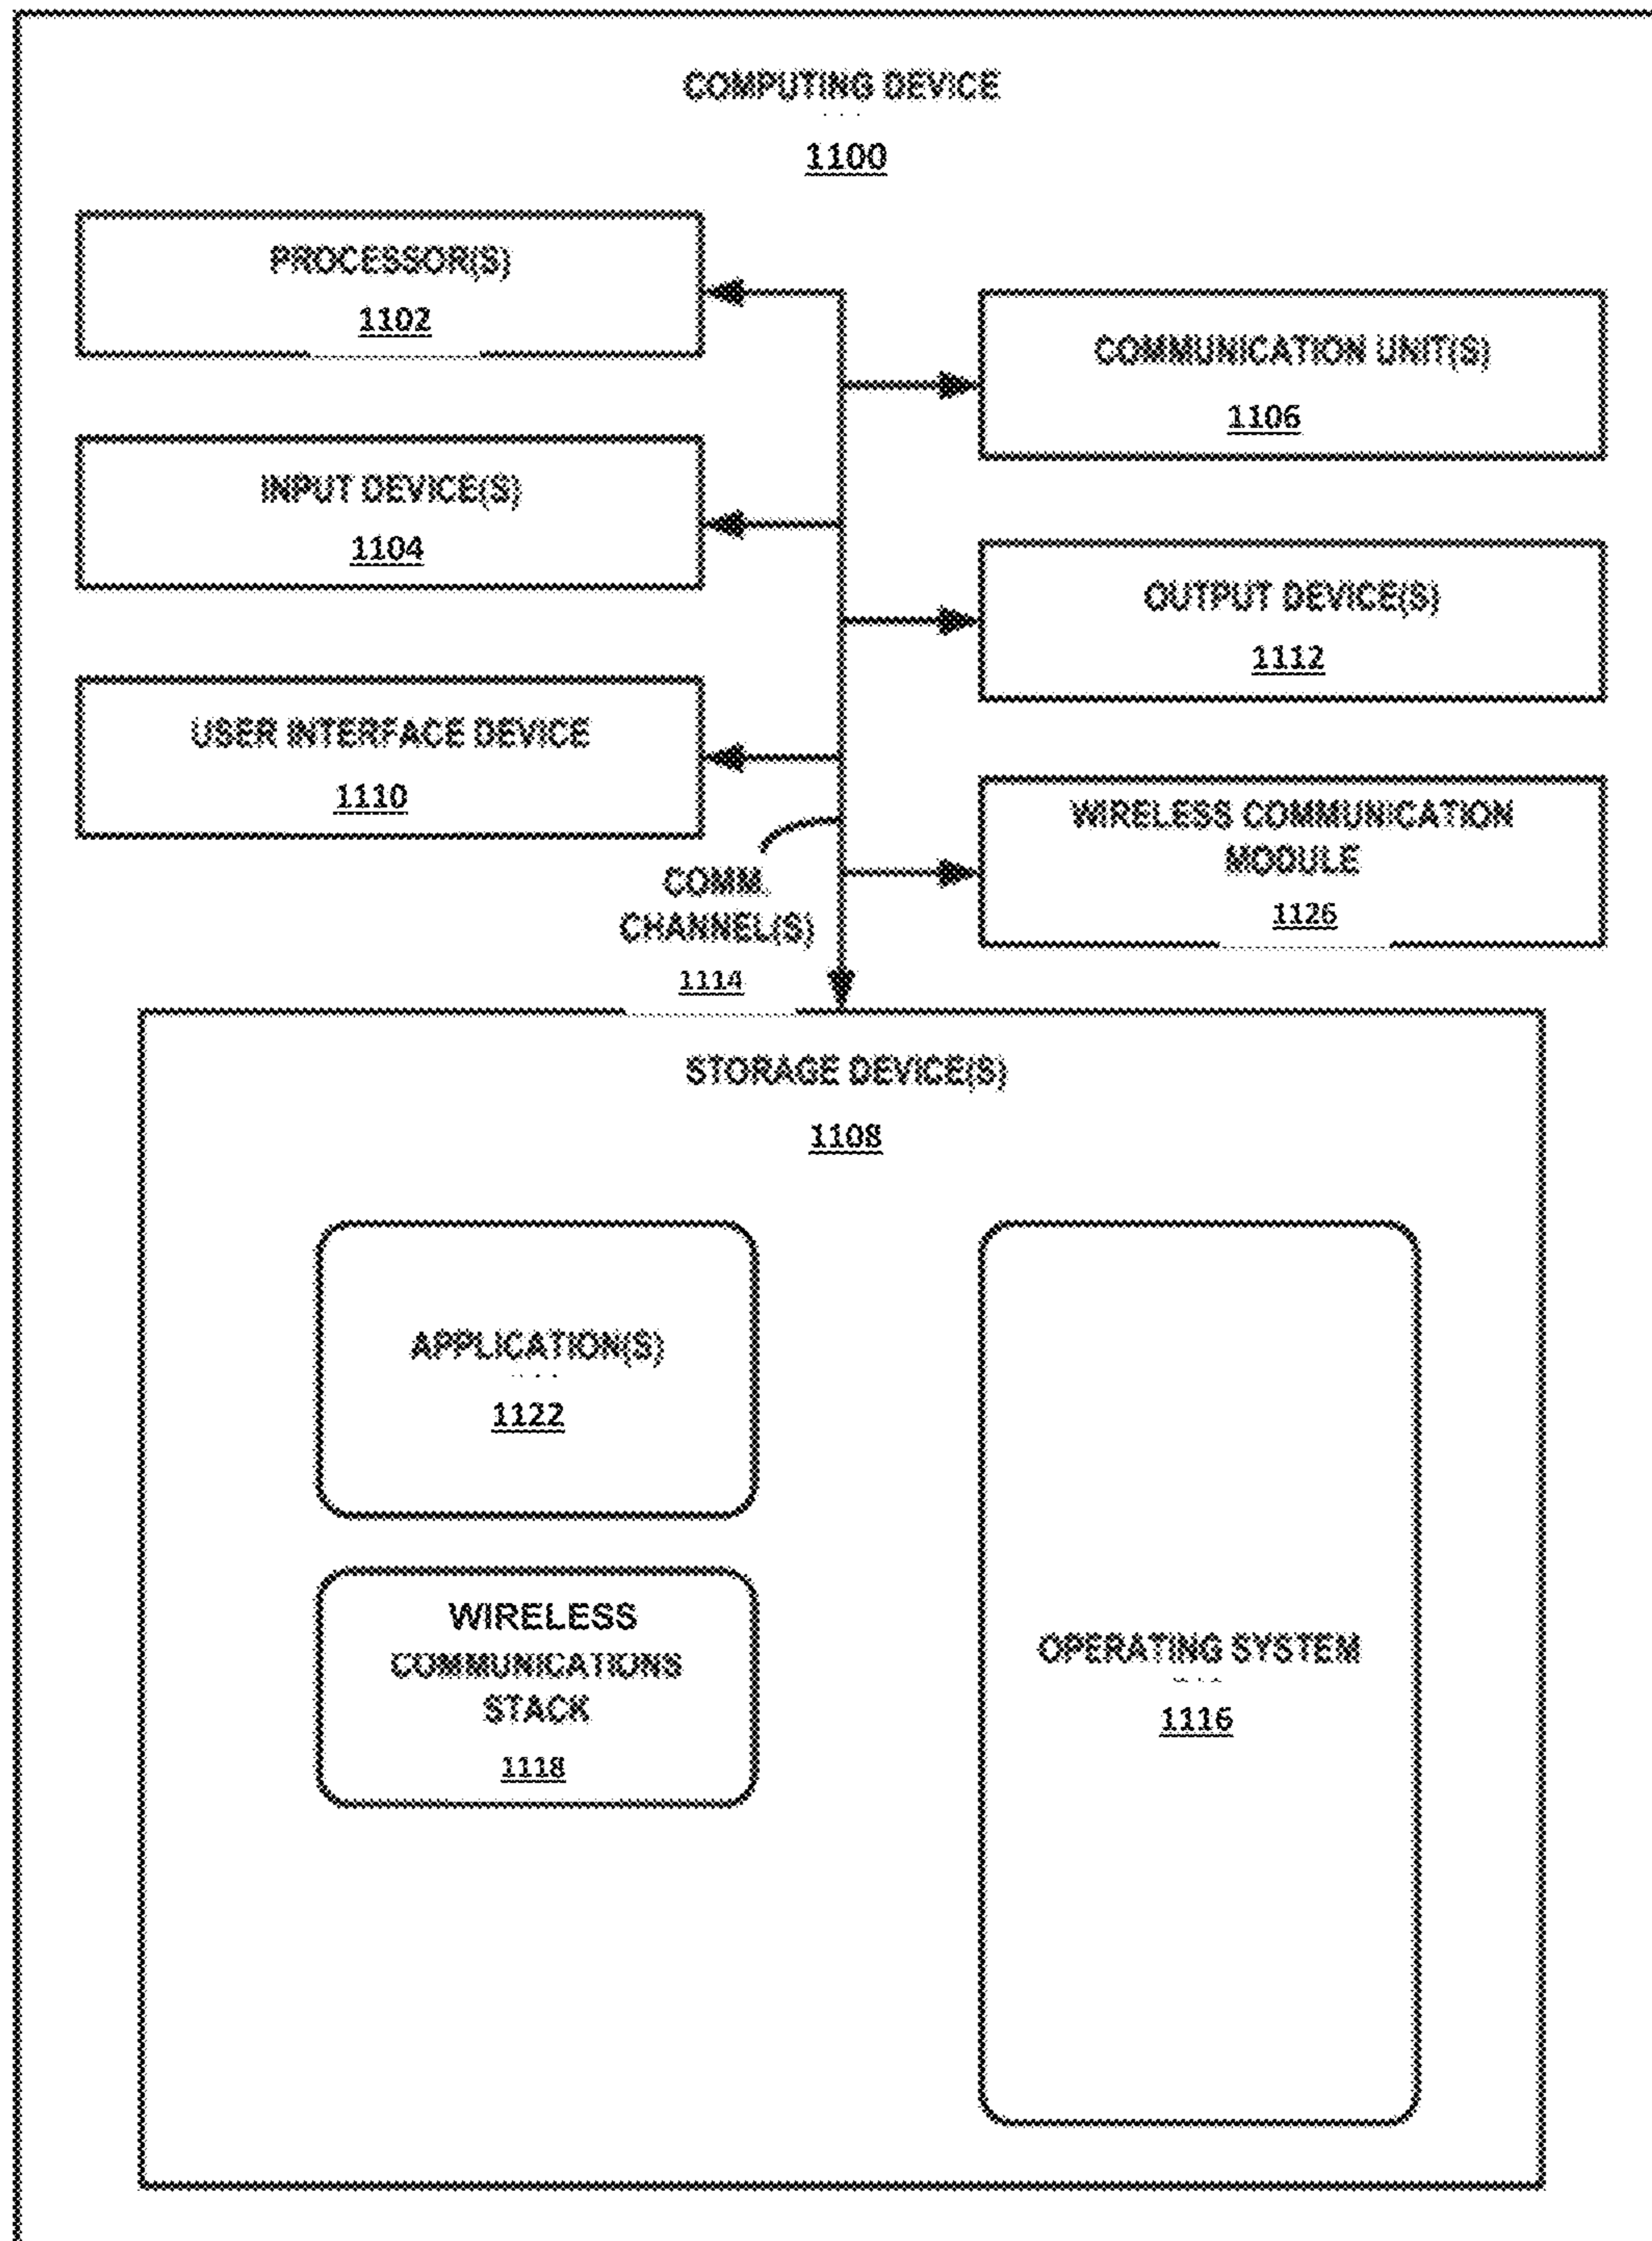 COMPUTING DEVICE
1100
PROCESSOR(S)
1102
COMMUNICATION UNIT(S)
1106
INPUT DEVICE(S)
1104
OUTPUT DEVICE(S)
1112
USER INTERFACE DEVICE
1110
WIRELESS COMMUNICATION
MODULE
1126
COMM.
CHANNEL(S)
1114
STORAGE DEVICE(S)
1108
APPLICATION(S)
1122
WIRELESS
COMMUNICATIONS
STACK
1118
OPERATING SYSTEM
1116